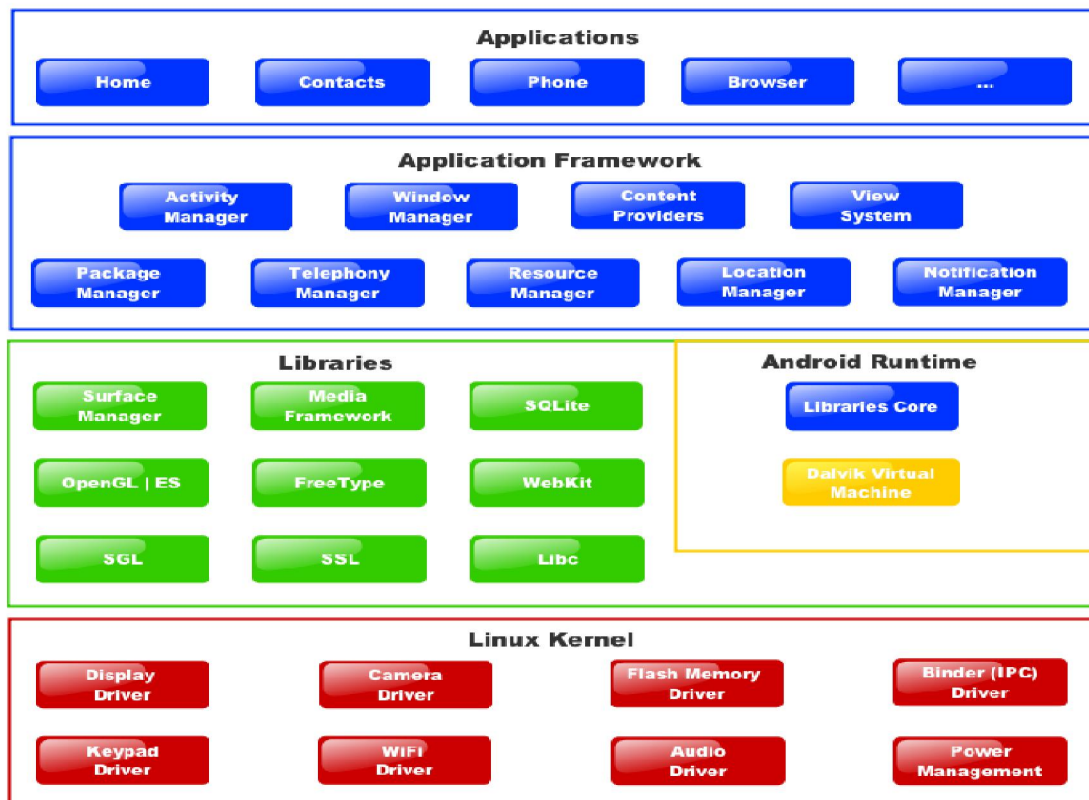 Applications
Home
Contacts
Phone
Browser
...
Application Framework
Activity
Manager
Window
Manager
Content
Providers
View
System
Package
Manager
Telephony
Manager
Resource
Manager
Location
Manager
Notification
Manager
Libraries
Surface
Manager
Media
Framework
SQLite
OpenGL | ES
FreeType
WebKit
SGL
SSL
Libc
Android Runtime
Libraries Core
Dalvik Virtual
Machine
Linux Kernel
Display
Driver
Camera
Driver
Flash Memory
Driver
Binder (IPC)
Driver
Keypad
Driver
WiFi
Driver
Audio
Driver
Power
Management